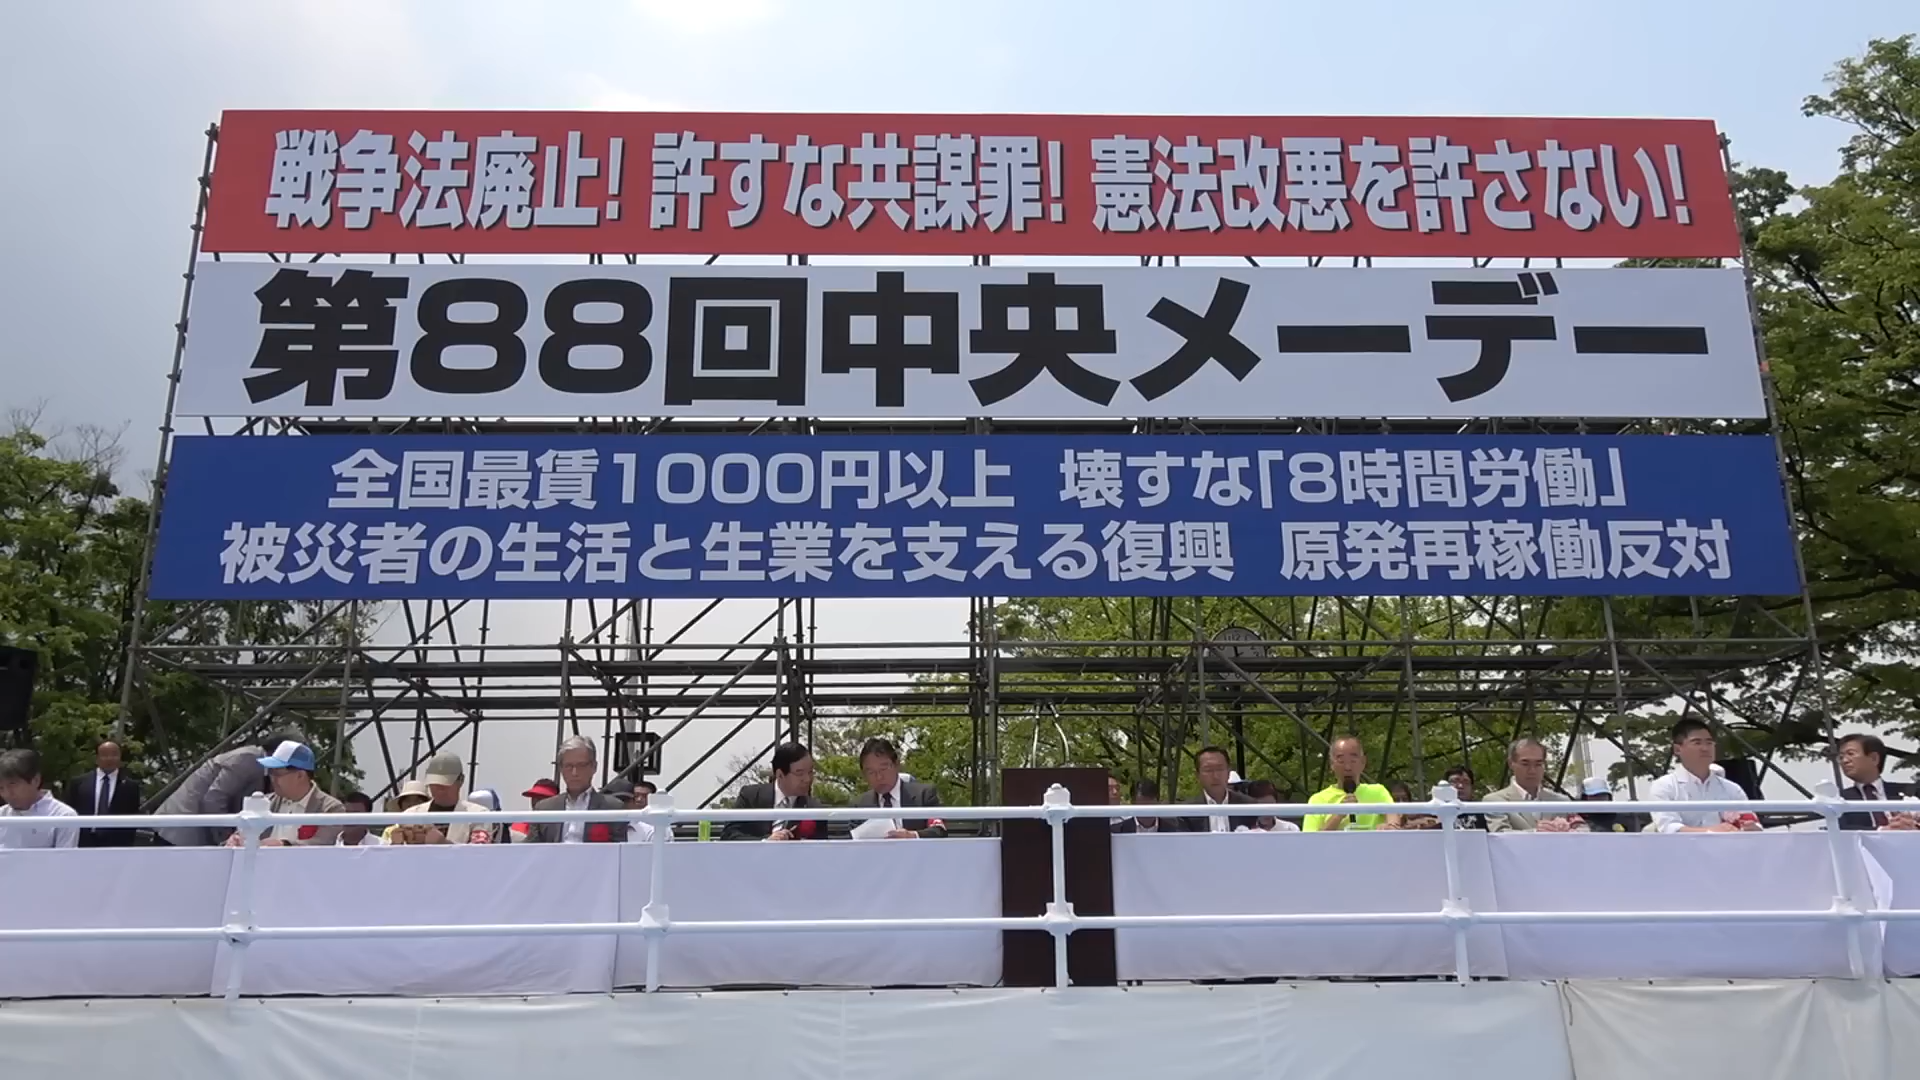 戦争法廃止！許すな共謀罪！憲法改悪を許さない！
第88回中央メーデー
全国最賃1000円以上 壊すな「8時間労働」
被災者の生活と生業を支える復興 原発再稼働反対